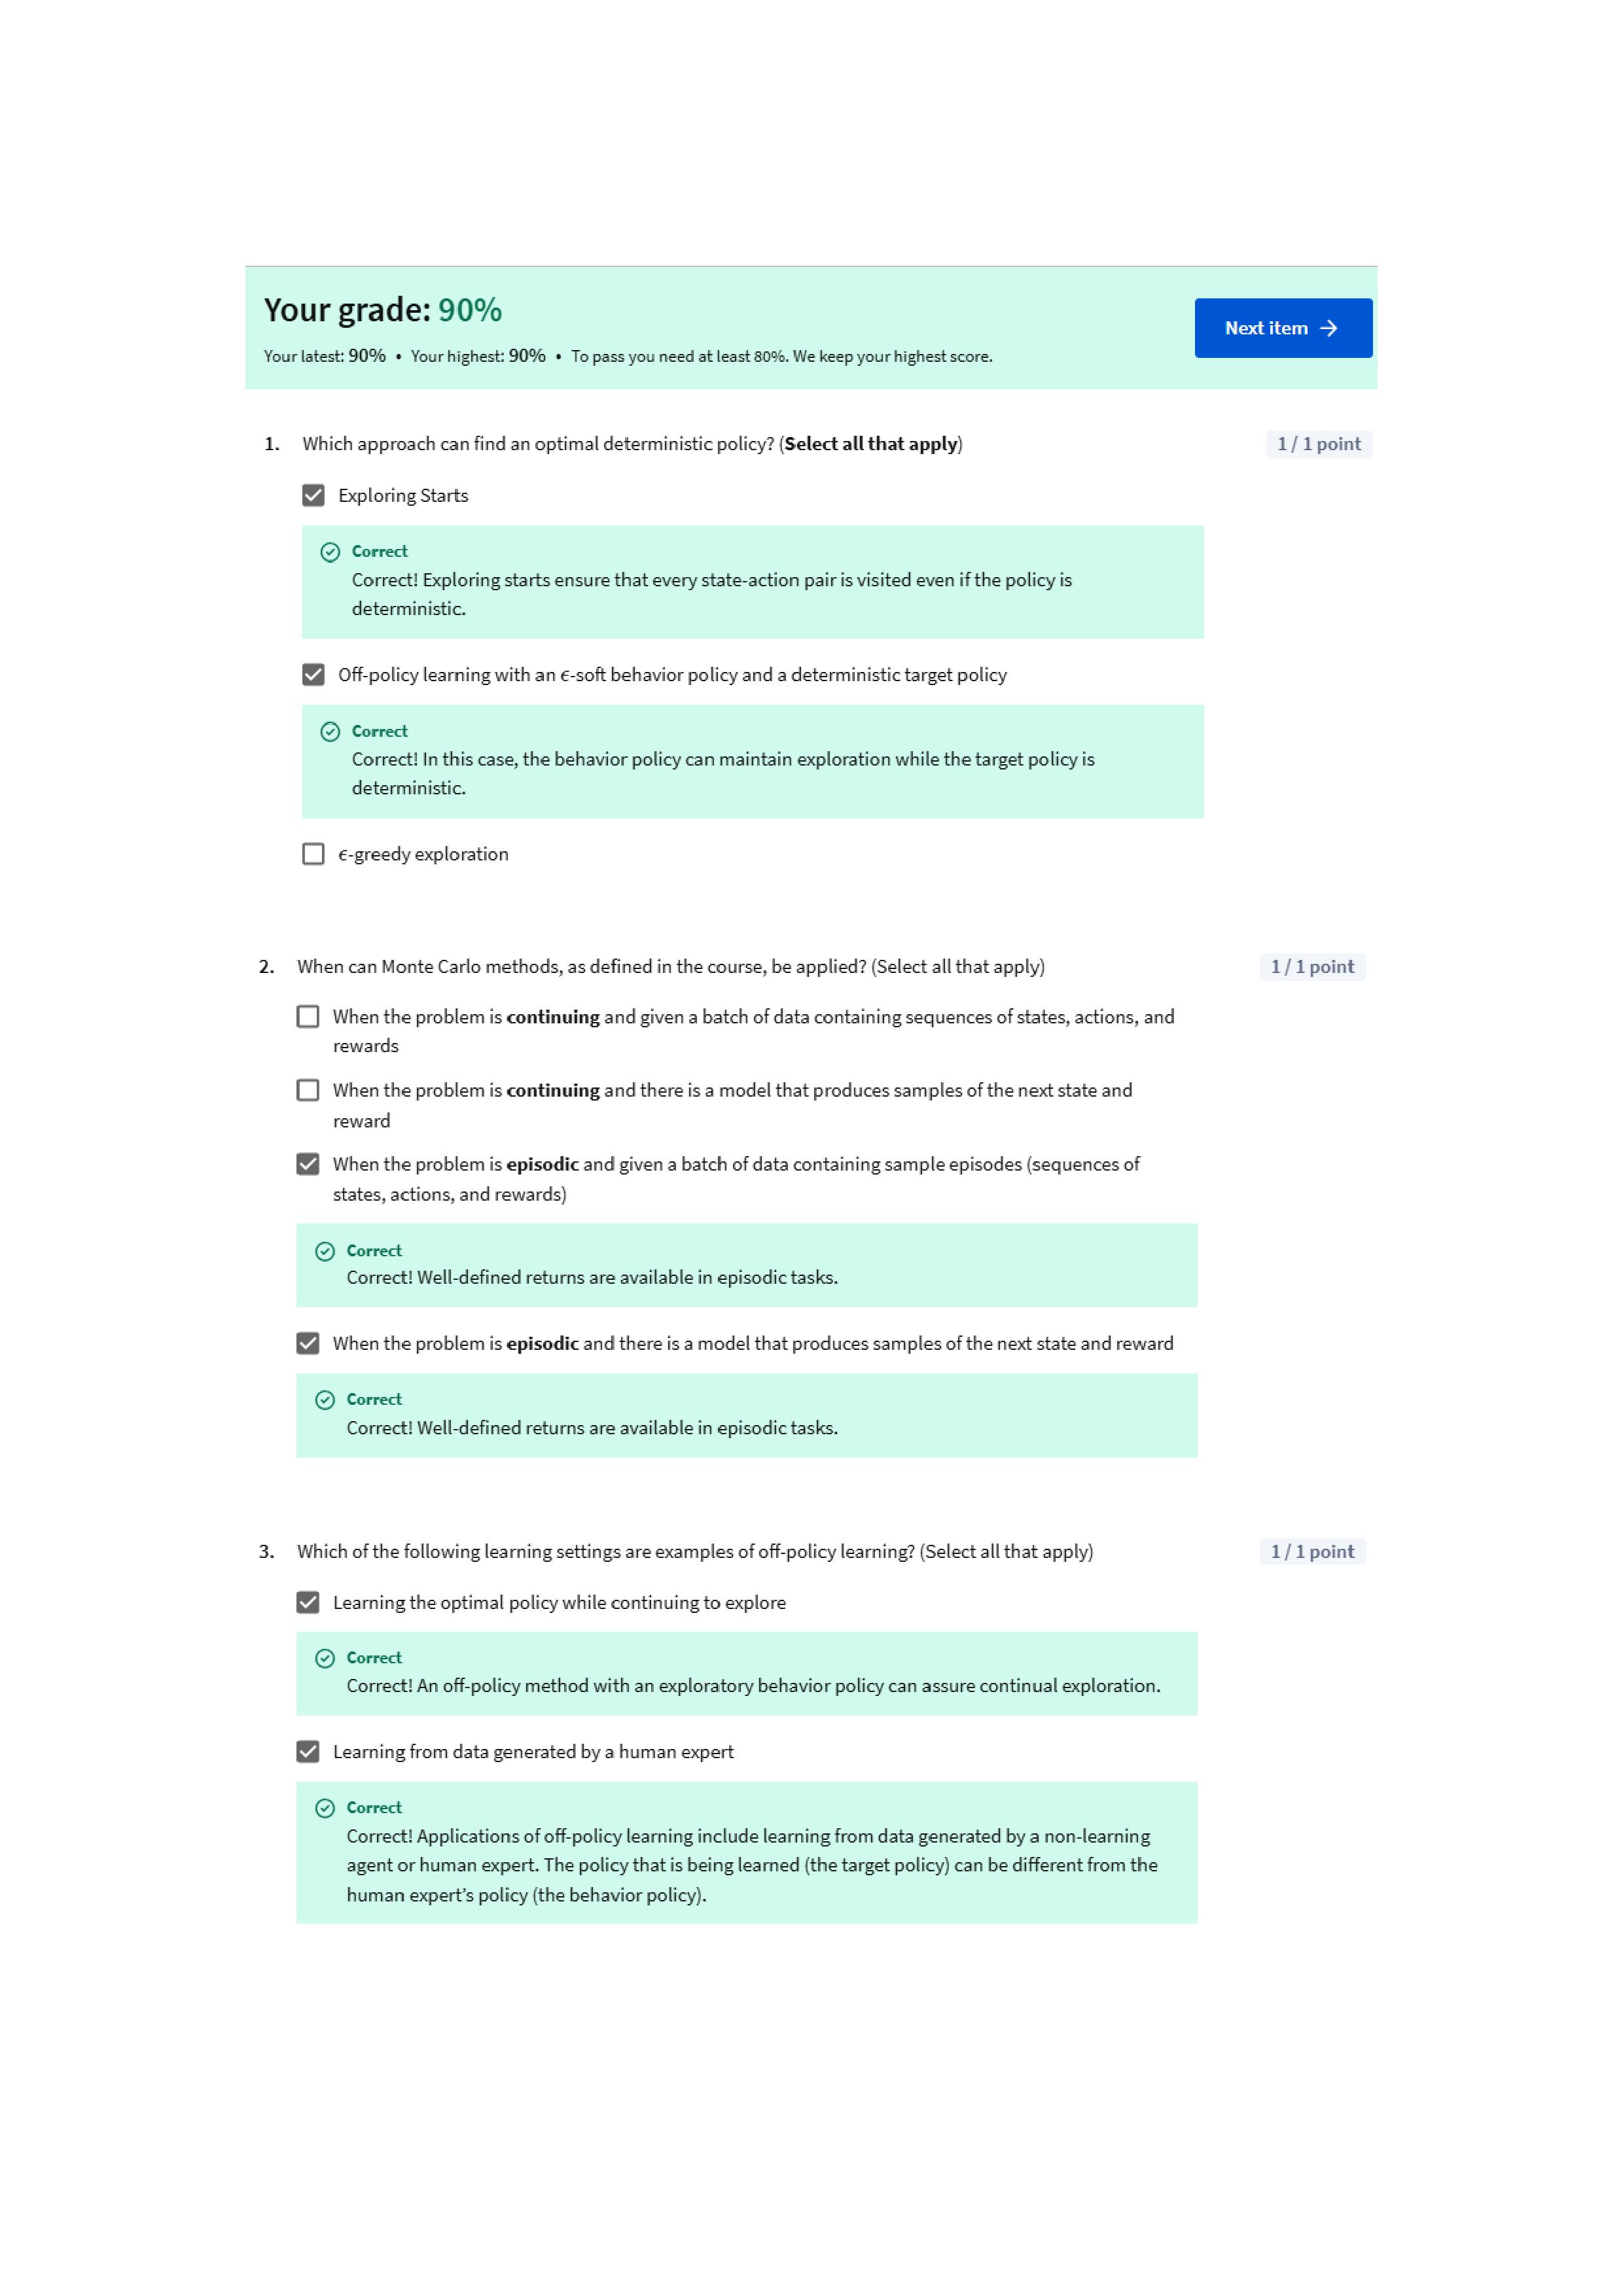 Your grade: 90%
Next item →
Your latest: 90% • Your highest: 90% • To pass you need at least 80%. We keep your highest score.
1. Which approach can find an optimal deterministic policy? (Select all that apply)
1 / 1 point
Exploring Starts
Correct
Correct! Exploring starts ensure that every state-action pair is visited even if the policy is
deterministic.
Off-policy learning with an ϵ-soft behavior policy and a deterministic target policy
Correct
Correct! In this case, the behavior policy can maintain exploration while the target policy is
deterministic.
ϵ-greedy exploration
2. When can Monte Carlo methods, as defined in the course, be applied? (Select all that apply)
1 / 1 point
When the problem is continuing and given a batch of data containing sequences of states, actions, and
rewards
When the problem is continuing and there is a model that produces samples of the next state and
reward
When the problem is episodic and given a batch of data containing sample episodes (sequences of
states, actions, and rewards)
Correct
Correct! Well-defined returns are available in episodic tasks.
When the problem is episodic and there is a model that produces samples of the next state and reward
Correct
Correct! Well-defined returns are available in episodic tasks.
3. Which of the following learning settings are examples of off-policy learning? (Select all that apply)
1 / 1 point
Learning the optimal policy while continuing to explore
Correct
Correct! An off-policy method with an exploratory behavior policy can assure continual exploration.
Learning from data generated by a human expert
Correct
Correct! Applications of off-policy learning include learning from data generated by a non-learning
agent or human expert. The policy that is being learned (the target policy) can be different from the
human expert’s policy (the behavior policy).